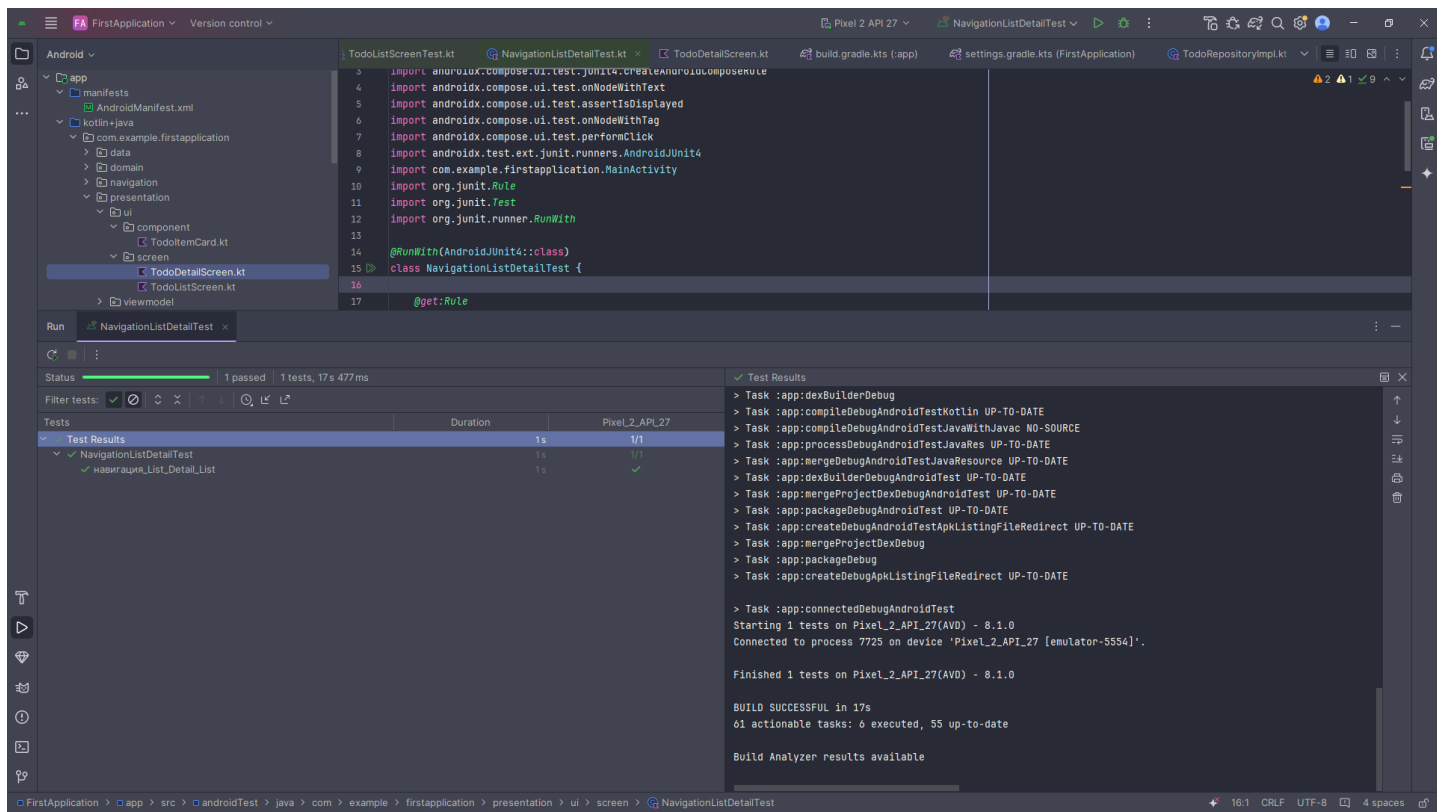 FA FirstApplication Version control Pixel 2 API 27 NavigationListDetailTest
Android
TodoListScreenTest.kt NavigationListDetailTest.kt TodoDetailScreen.kt build.gradle.kts (:app) settings.gradle.kts (FirstApplication) TodoRepositoryImpl.kt
app
manifests
AndroidManifest.xml
kotlin+java
com.example.firstapplication
data
domain
navigation
presentation
ui
component
TodoItemCard.kt
screen
TodoDetailScreen.kt
TodoListScreen.kt
viewmodel
3 import androidx.compose.ui.test.junit4.createAndroidComposeRule
4 import androidx.compose.ui.test.onNodeWithText
5 import androidx.compose.ui.test.assertIsDisplayed
6 import androidx.compose.ui.test.onNodeWithTag
7 import androidx.compose.ui.test.performClick
8 import androidx.test.ext.junit.runners.AndroidJUnit4
9 import com.example.firstapplication.MainActivity
10 import org.junit.Rule
11 import org.junit.Test
12 import org.junit.runner.RunWith
13
14 @RunWith(AndroidJUnit4::class)
15 class NavigationListDetailTest {
16
17 @get:Rule
2 1 9
Run NavigationListDetailTest
Status 1 passed 1 tests, 17 s 477 ms
Filter tests:
Tests Duration Pixel_2_API_27
Test Results 1 s 1/1
NavigationListDetailTest 1 s 1/1
навигация_List_Detail_List 1 s
Test Results
> Task :app:dexBuilderDebug
> Task :app:compileDebugAndroidTestKotlin UP-TO-DATE
> Task :app:compileDebugAndroidTestJavaWithJavac NO-SOURCE
> Task :app:processDebugAndroidTestJavaRes UP-TO-DATE
> Task :app:mergeDebugAndroidTestJavaResource UP-TO-DATE
> Task :app:dexBuilderDebugAndroidTest UP-TO-DATE
> Task :app:mergeProjectDexDebugAndroidTest UP-TO-DATE
> Task :app:packageDebugAndroidTest UP-TO-DATE
> Task :app:createDebugAndroidTestApkListingFileRedirect UP-TO-DATE
> Task :app:mergeProjectDexDebug
> Task :app:packageDebug
> Task :app:createDebugApkListingFileRedirect UP-TO-DATE
> Task :app:connectedDebugAndroidTest
Starting 1 tests on Pixel_2_API_27(AVD) - 8.1.0
Connected to process 7725 on device 'Pixel_2_API_27 [emulator-5554]'.
Finished 1 tests on Pixel_2_API_27(AVD) - 8.1.0
BUILD SUCCESSFUL in 17s
61 actionable tasks: 6 executed, 55 up-to-date
Build Analyzer results available
FirstApplication > app > src > androidTest > java > com > example > firstapplication > presentation > ui > screen > NavigationListDetailTest 16:1 CRLF UTF-8 4 spaces